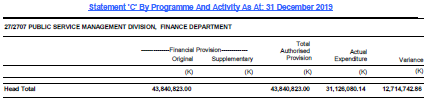 Statement 'C' By Programme And Activity As At: 31 December 2019
27/2707 PUBLIC SERVICE MANAGEMENT DIVISION, FINANCE DEPARTMENT
-------------Financial Provision-------------
Original Supplementary Total Authorised Provision Actual Expenditure Variance
(K) (K) (K) (K) (K)
Head Total 43,840,823.00 43,840,823.00 31,126,080.14 12,714,742.86